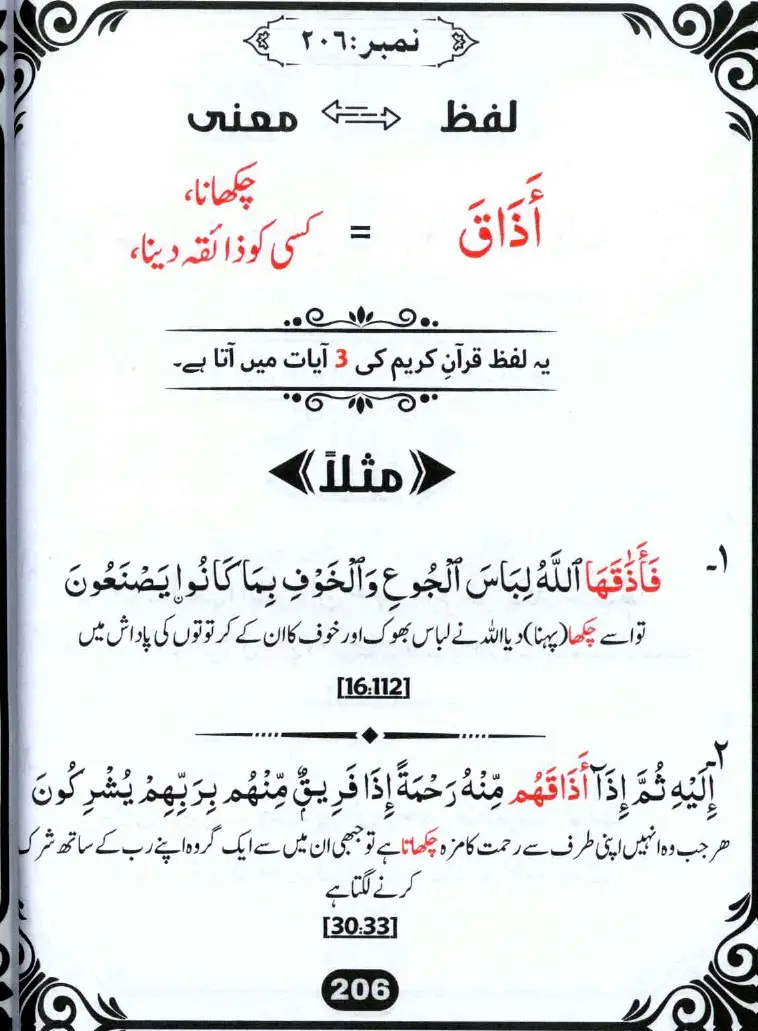 نمبر:۲۰٦
لفظ ⇐⇒ معنی
أَذَاقَ = چکھانا،
کسی کو ذائقہ دینا،
یہ لفظ قرآنِ کریم کی 3 آیات میں آتا ہے۔
مثلاً
۱۔ فَأَذَٰقَهَا ٱللَّهُ لِبَاسَ ٱلْجُوعِ وَٱلْخَوْفِ بِمَا كَانُوا۟ يَصْنَعُونَ
تو اسے چکھا (پہنا) دیا اللہ نے لباس بھوک اور خوف کا ان کے کرتوتوں کی پاداش میں
[16:112]
۲۔ إِلَيْهِ ثُمَّ إِذَآ أَذَاقَهُم مِّنْهُ رَحْمَةً إِذَا فَرِيقٌ مِّنْهُم بِرَبِّهِمْ يُشْرِكُونَ
ھر جب وہ انہیں اپنی طرف سے رحمت کا مزہ چکھاتا ہے تو جبھی ان میں سے ایک گروہ اپنے رب کے ساتھ شرک
کرنے لگتا ہے
[30:33]
206